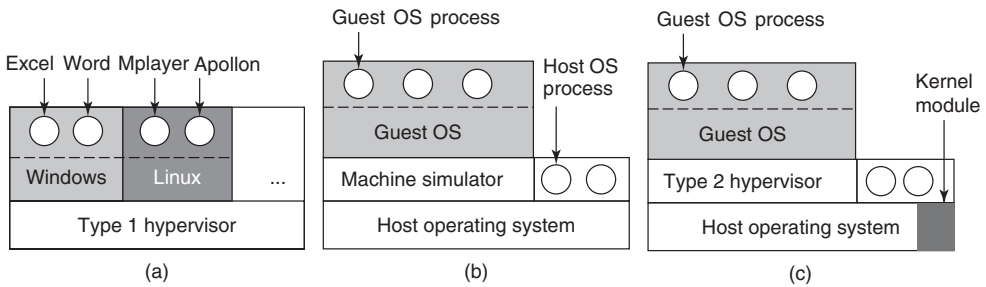 Excel Word Mplayer Apollon
Windows
Linux
...
Type 1 hypervisor
(a)
Guest OS process
Host OS
process
Guest OS
Machine simulator
Host operating system
(b)
Guest OS process
Kernel
module
Guest OS
Type 2 hypervisor
Host operating system
(c)